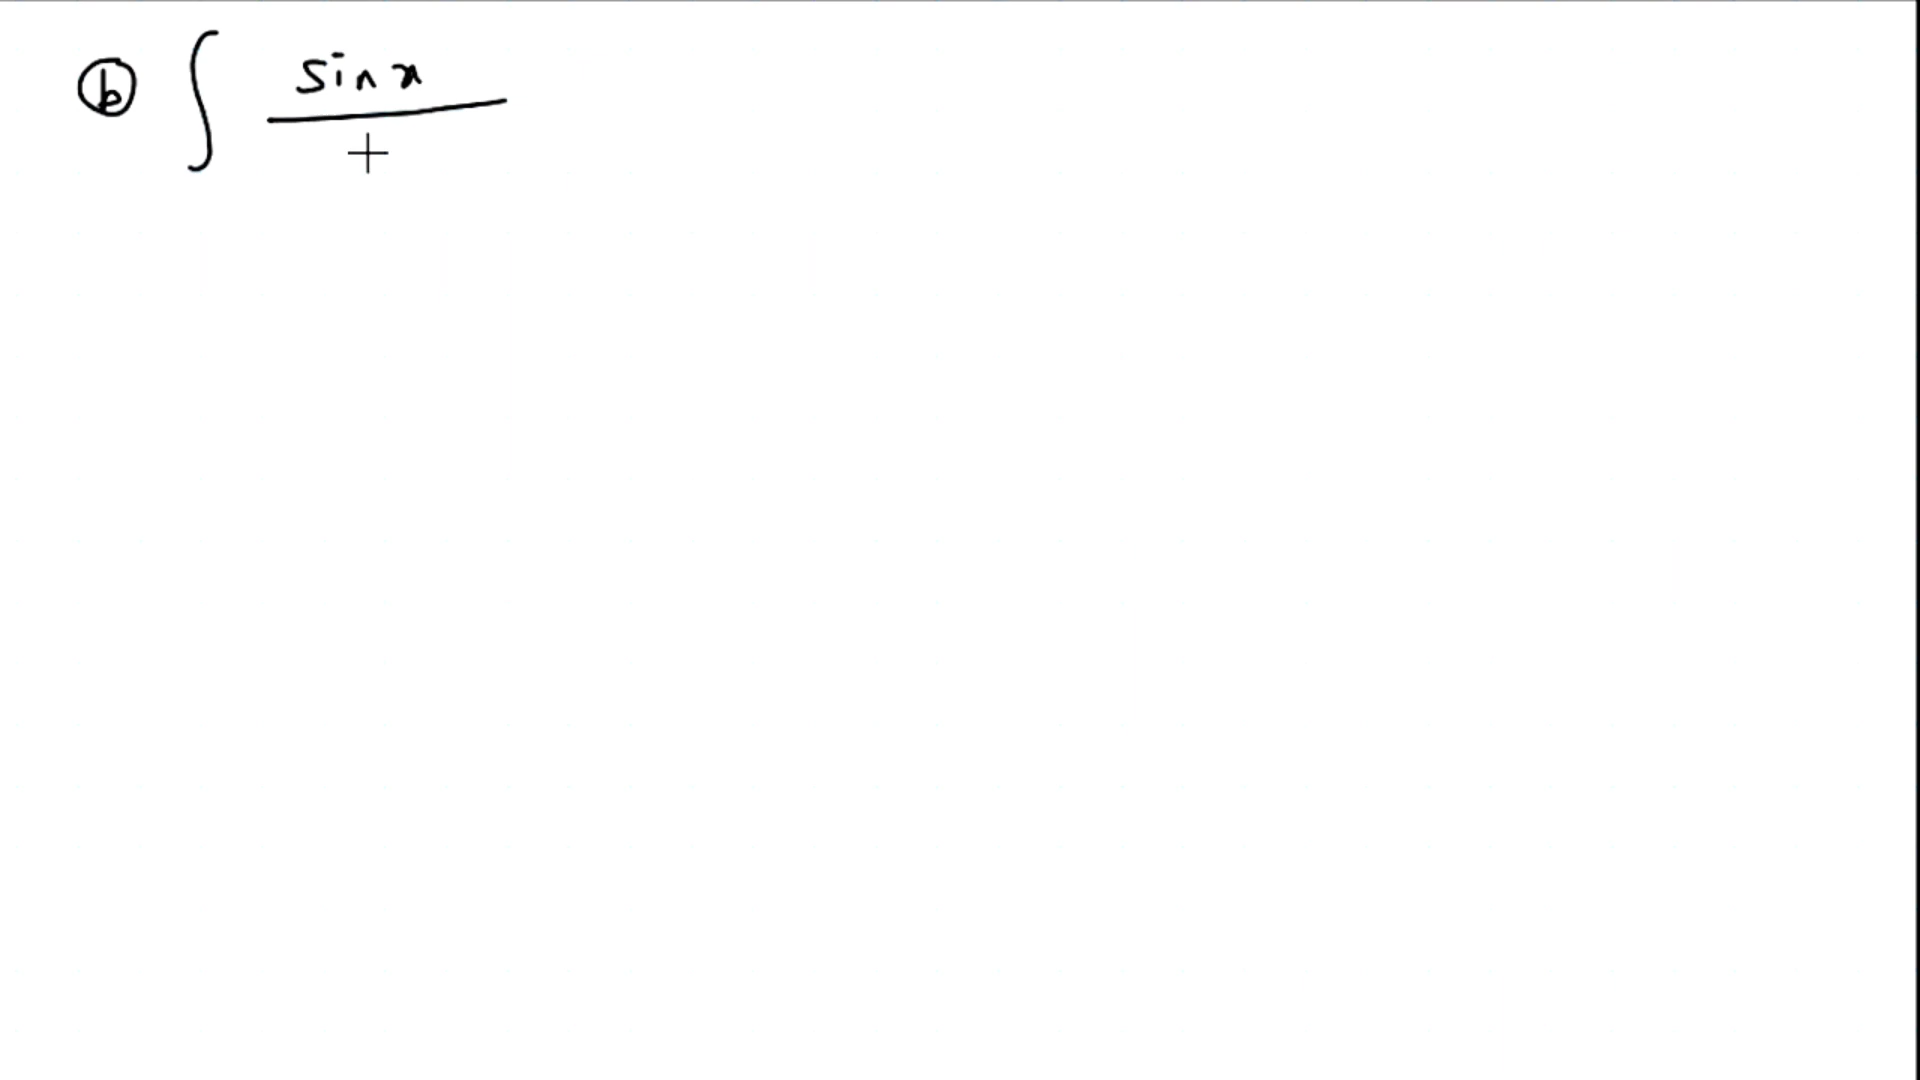 ⓑ ∫ sin x /